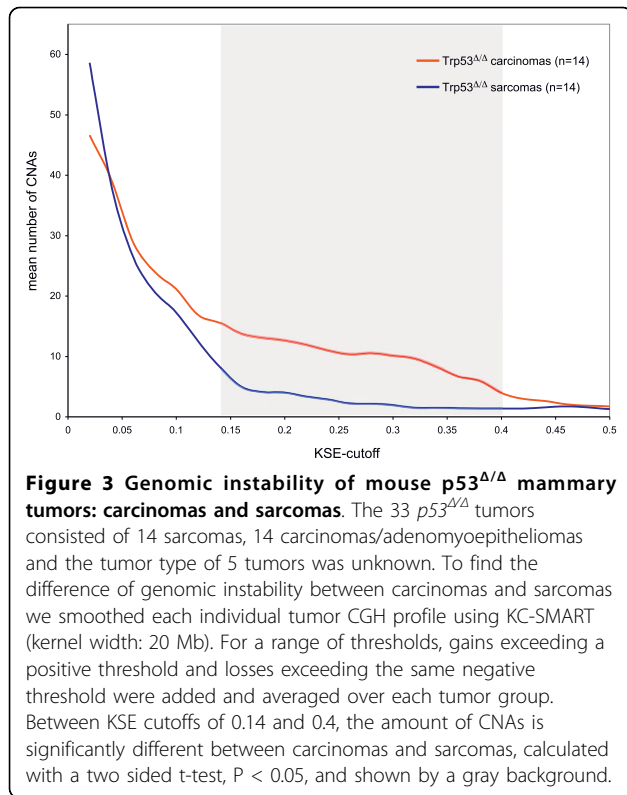 60
50
40
30
20
10
0
mean number of CNAs
Trp53Δ/Δ carcinomas (n=14)
Trp53Δ/Δ sarcomas (n=14)
0 0.05 0.1 0.15 0.2 0.25 0.3 0.35 0.4 0.45 0.5
KSE-cutoff
Figure 3 Genomic instability of mouse p53Δ/Δ mammary
tumors: carcinomas and sarcomas. The 33 p53Δ/Δ tumors
consisted of 14 sarcomas, 14 carcinomas/adenomyoepitheliomas
and the tumor type of 5 tumors was unknown. To find the
difference of genomic instability between carcinomas and sarcomas
we smoothed each individual tumor CGH profile using KC-SMART
(kernel width: 20 Mb). For a range of thresholds, gains exceeding a
positive threshold and losses exceeding the same negative
threshold were added and averaged over each tumor group.
Between KSE cutoffs of 0.14 and 0.4, the amount of CNAs is
significantly different between carcinomas and sarcomas, calculated
with a two sided t-test, P < 0.05, and shown by a gray background.